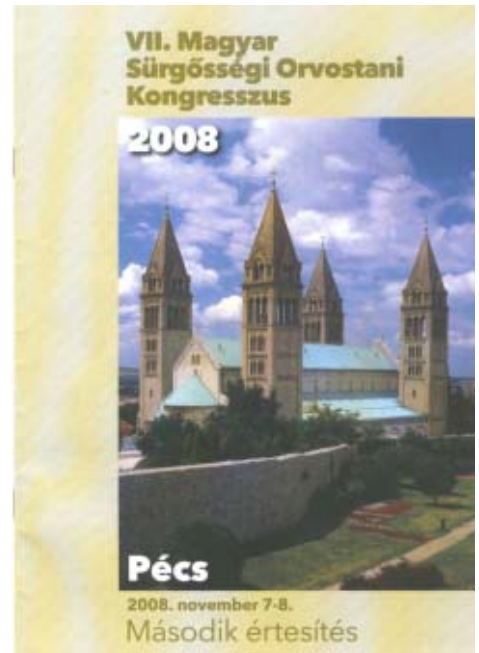 VII. Magyar
Sürgősségi Orvostani
Kongresszus
2008
Pécs
2008. november 7-8.
Második értesítés